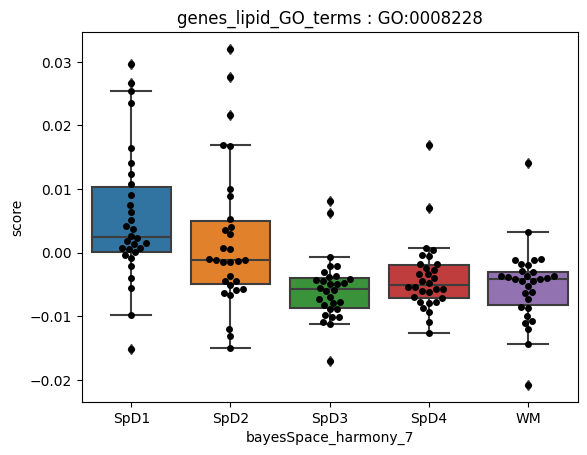 genes_lipid_GO_terms : GO:0008228
score
0.03
0.02
0.01
0.00
−0.01
−0.02
SpD1 SpD2 SpD3 SpD4 WM
bayesSpace_harmony_7